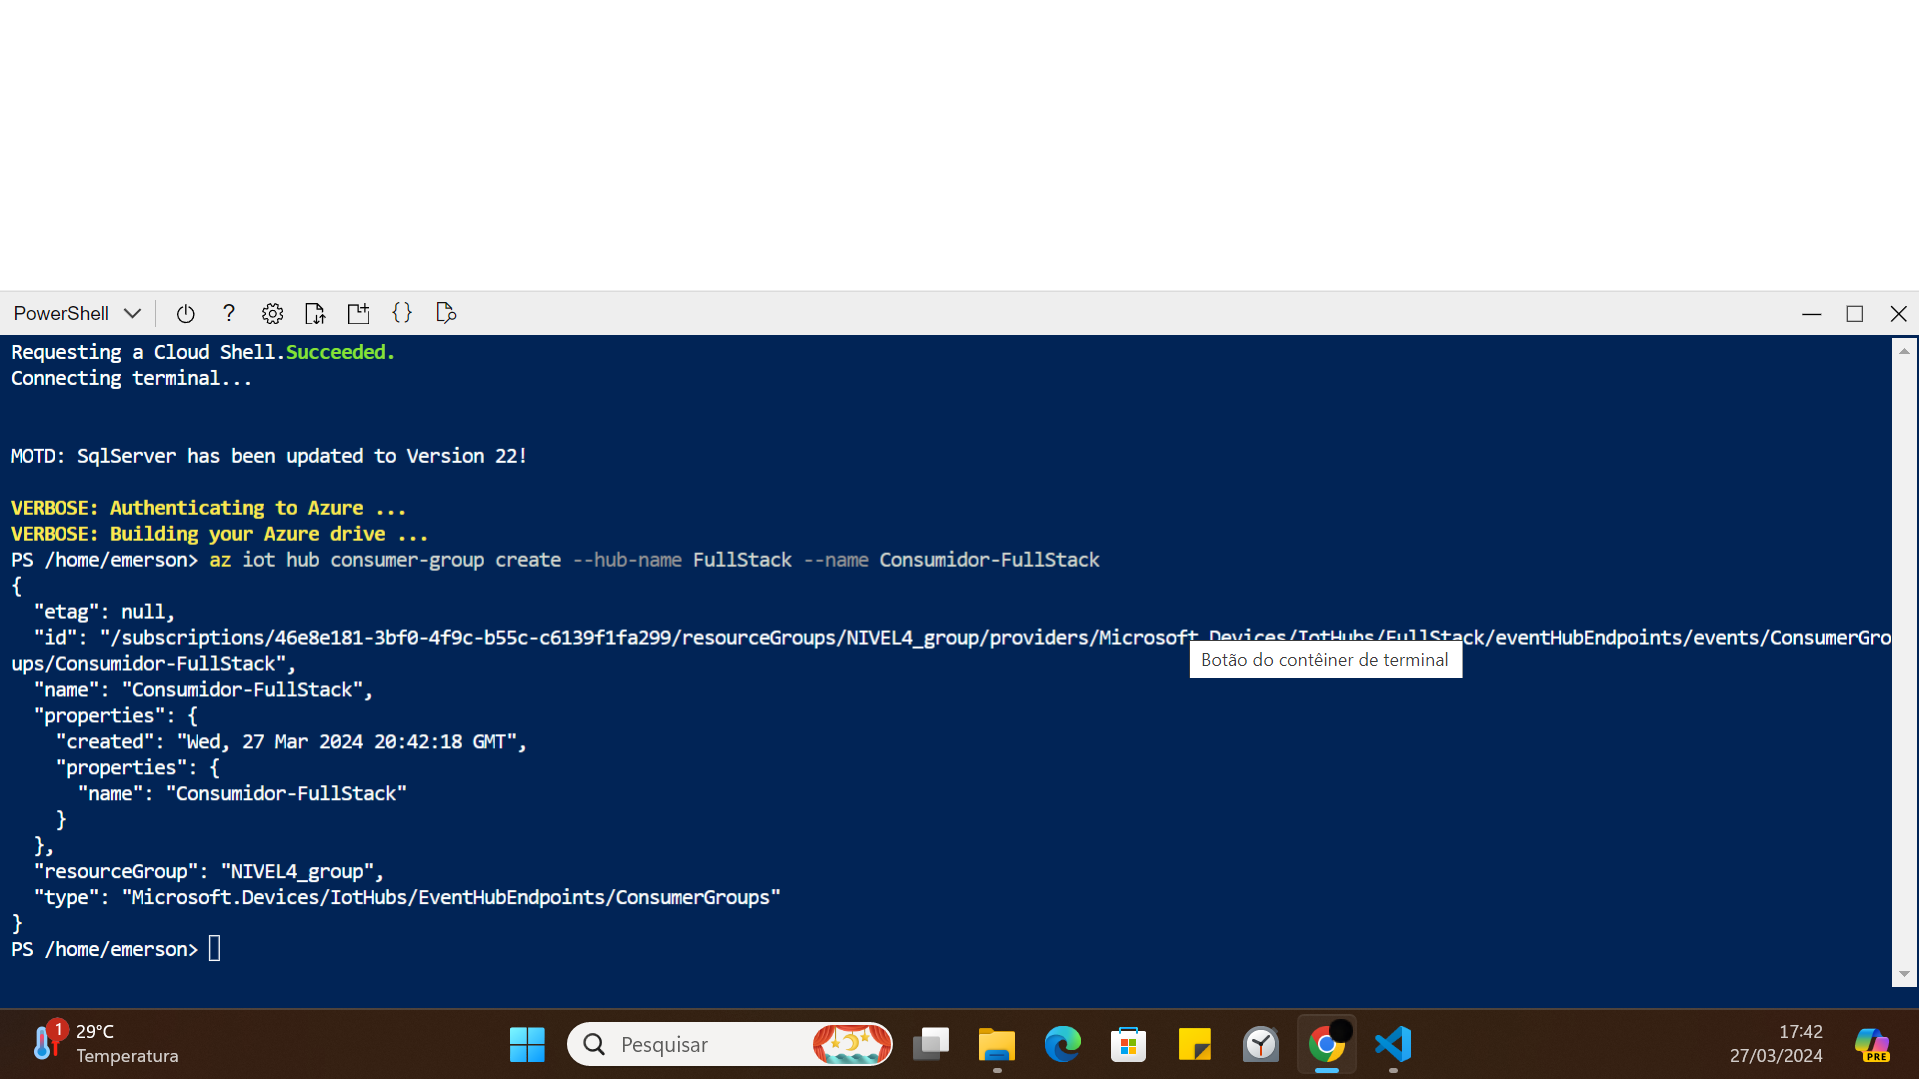 PowerShell
Requesting a Cloud Shell.Succeeded.
Connecting terminal...
MOTD: SqlServer has been updated to Version 22!
VERBOSE: Authenticating to Azure ...
VERBOSE: Building your Azure drive ...
PS /home/emerson> az iot hub consumer-group create --hub-name FullStack --name Consumidor-FullStack
{
  "etag": null,
  "id": "/subscriptions/46e8e181-3bf0-4f9c-b55c-c6139f1fa299/resourceGroups/NIVEL4_group/providers/Microsoft.Devices/IotHubs/FullStack/eventHubEndpoints/events/ConsumerGro
ups/Consumidor-FullStack",
Botão do contêiner de terminal
  "name": "Consumidor-FullStack",
  "properties": {
    "created": "Wed, 27 Mar 2024 20:42:18 GMT",
    "properties": {
      "name": "Consumidor-FullStack"
    }
  },
  "resourceGroup": "NIVEL4_group",
  "type": "Microsoft.Devices/IotHubs/EventHubEndpoints/ConsumerGroups"
}
PS /home/emerson>
1
29°C
Temperatura
Pesquisar
17:42
27/03/2024
PRE